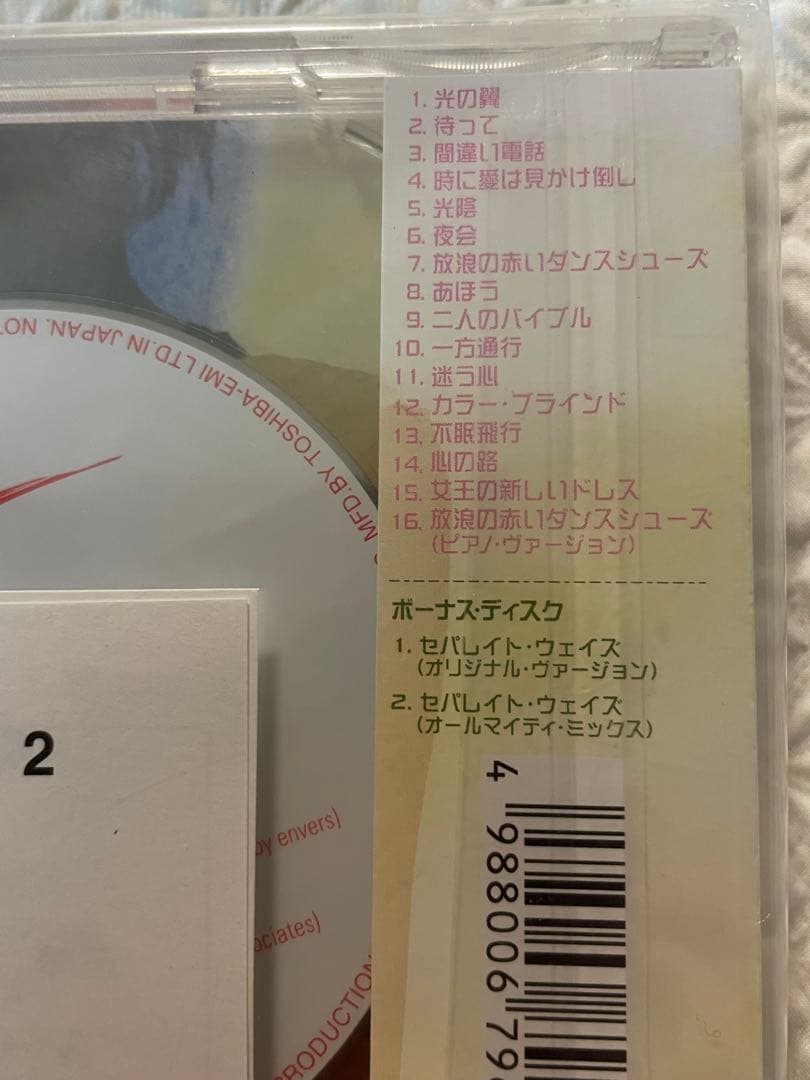 1. 光の翼
2. 待って
3. 間違い電話
4. 時に愛は見かけ倒し
5. 光陰
6. 夜会
7. 放浪の赤いダンスシューズ
8. あほう
9. 二人のバイブル
10. 一方通行
11. 迷う心
12. カラー・ブラインド
13. 不眠飛行
14. 心の路
15. 女王の新しいドレス
16. 放浪の赤いダンスシューズ
(ピアノ・ヴァージョン)
ボーナス・ディスク
1. セパレイト・ウェイズ
(オリジナル・ヴァージョン)
2. セパレイト・ウェイズ
(オールマイティ・ミックス)
4 988006 79
MFD. BY TOSHIBA-EMI LTD. IN JAPAN.
2
by envers)